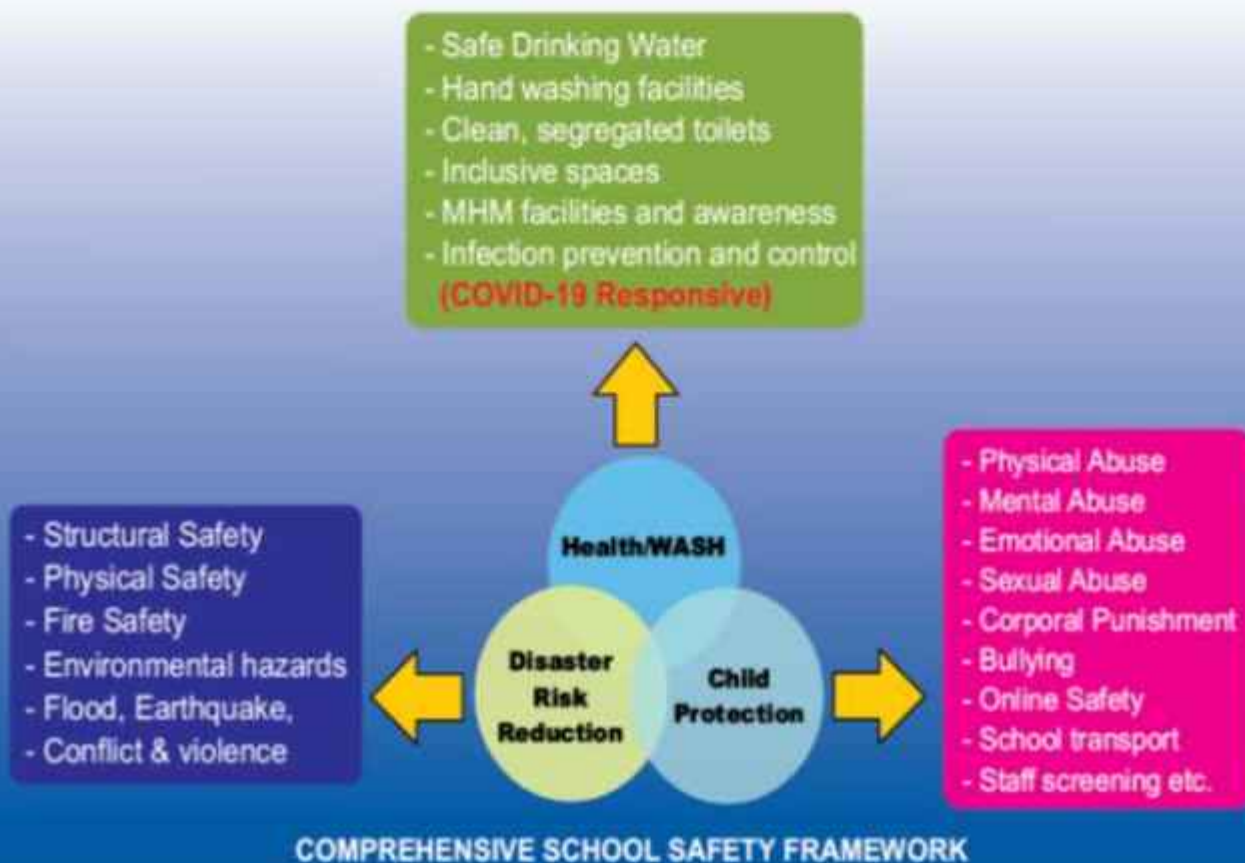 - Safe Drinking Water
- Hand washing facilities
- Clean, segregated toilets
- Inclusive spaces
- MHM facilities and awareness
- Infection prevention and control
(COVID-19 Responsive)
Health/WASH
Disaster
Risk
Reduction
Child
Protection
- Structural Safety
- Physical Safety
- Fire Safety
- Environmental hazards
- Flood, Earthquake,
- Conflict & violence
- Physical Abuse
- Mental Abuse
- Emotional Abuse
- Sexual Abuse
- Corporal Punishment
- Bullying
- Online Safety
- School transport
- Staff screening etc.
COMPREHENSIVE SCHOOL SAFETY FRAMEWORK